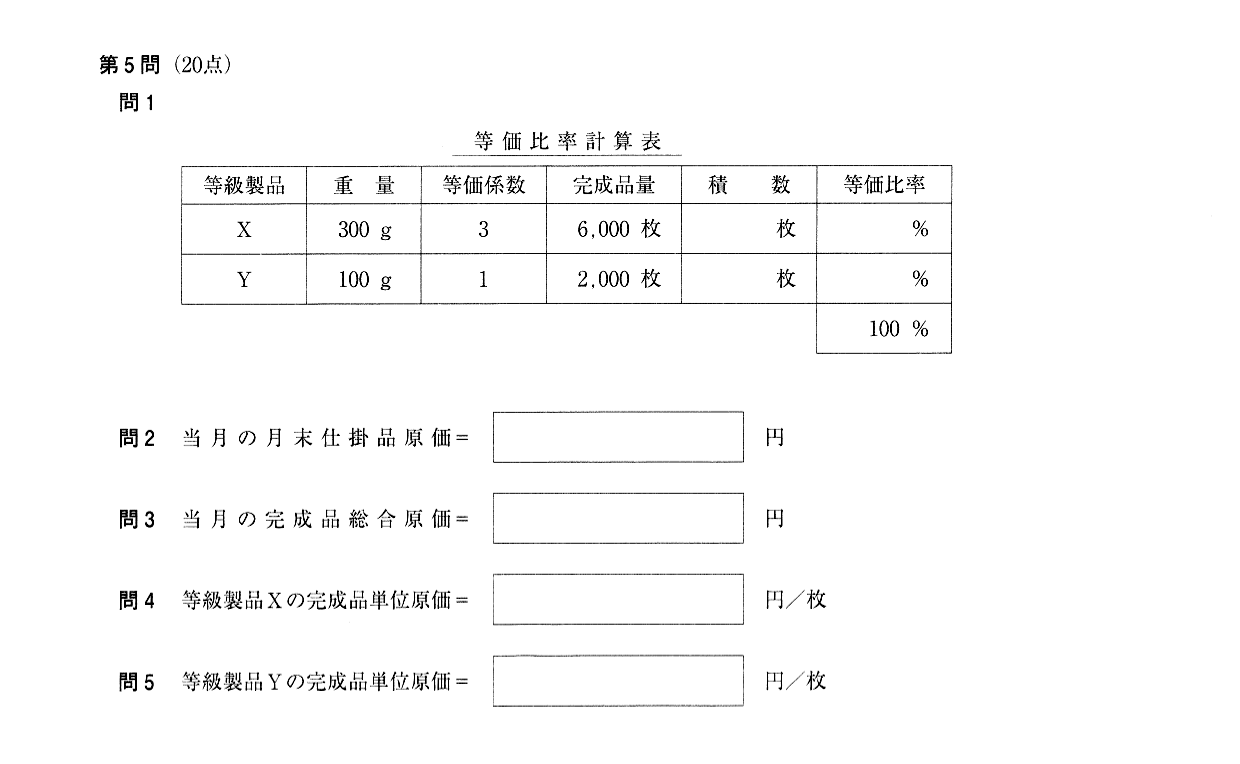 第5問（20点）
問1
等価比率計算表
等級製品 重量 等価係数 完成品量 積数 等価比率
X 300 g 3 6,000 枚 枚 %
Y 100 g 1 2,000 枚 枚 %
100 %
問2 当月の月末仕掛品原価= 円
問3 当月の完成品総合原価= 円
問4 等級製品Xの完成品単位原価= 円／枚
問5 等級製品Yの完成品単位原価= 円／枚